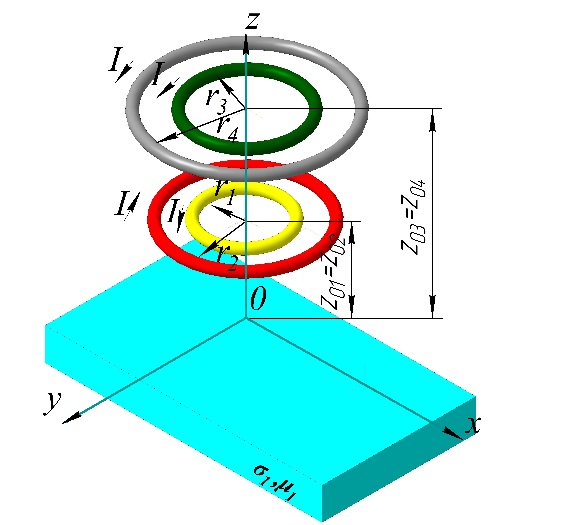 z
I
I
r3
r4
I
I
r1
r2
z01=z02
z03=z04
0
y
x
σ1,μ1